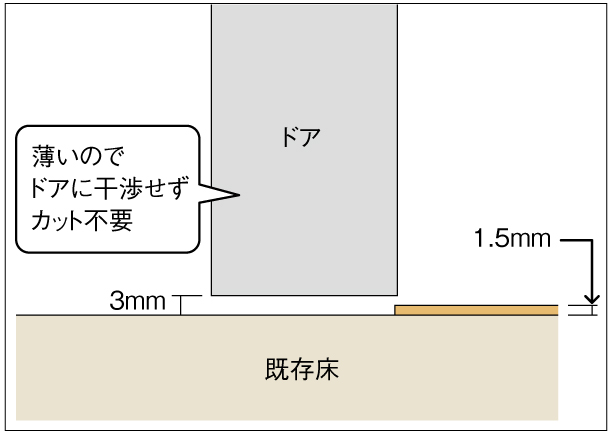 ドア
薄いので
ドアに干渉せず
カット不要
1.5mm
3mm
既存床